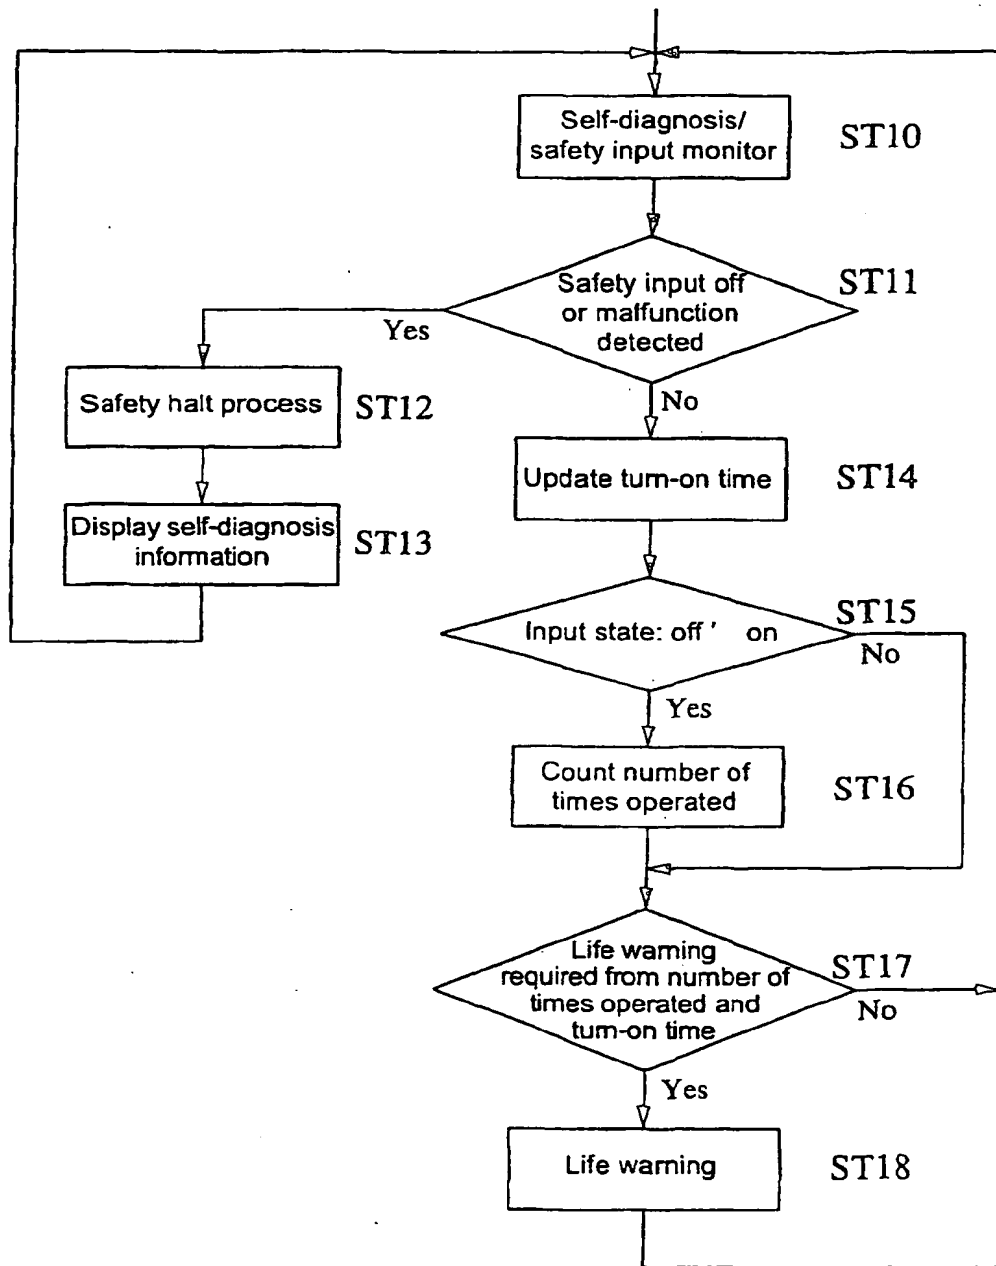 Self-diagnosis/
safety input monitor
ST10
Safety input off
or malfunction
detected
ST11
Yes
No
Safety halt process
ST12
Display self-diagnosis
information
ST13
Update turn-on time
ST14
Input state: off ' on
ST15
No
Yes
Count number of
times operated
ST16
Life warning
required from number of
times operated and
turn-on time
ST17
No
Yes
Life warning
ST18